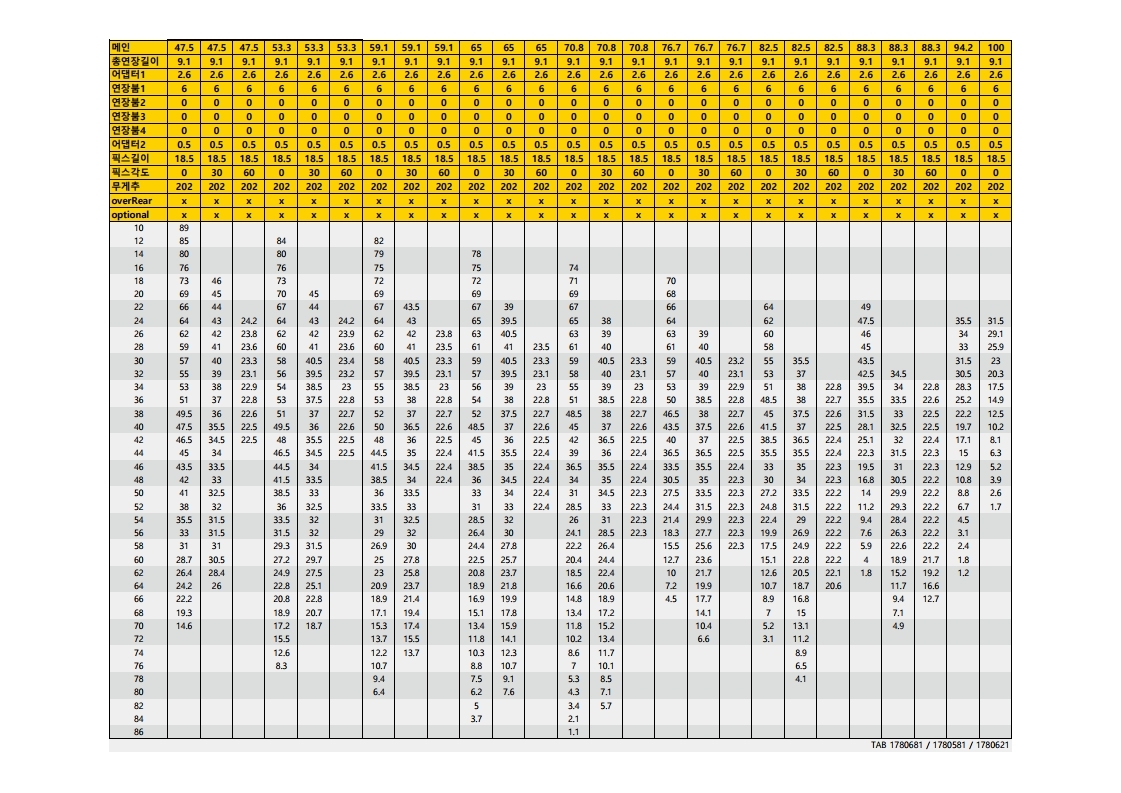 메인 47.5 47.5 47.5 53.3 53.3 53.3 59.1 59.1 59.1 65 65 65 70.8 70.8 70.8 76.7 76.7 76.7 82.5 82.5 82.5 88.3 88.3 88.3 94.2 100
총연장길이 9.1 9.1 9.1 9.1 9.1 9.1 9.1 9.1 9.1 9.1 9.1 9.1 9.1 9.1 9.1 9.1 9.1 9.1 9.1 9.1 9.1 9.1 9.1 9.1 9.1 9.1
어댑터1 2.6 2.6 2.6 2.6 2.6 2.6 2.6 2.6 2.6 2.6 2.6 2.6 2.6 2.6 2.6 2.6 2.6 2.6 2.6 2.6 2.6 2.6 2.6 2.6 2.6 2.6
연장붐1 6 6 6 6 6 6 6 6 6 6 6 6 6 6 6 6 6 6 6 6 6 6 6 6 6 6
연장붐2 0 0 0 0 0 0 0 0 0 0 0 0 0 0 0 0 0 0 0 0 0 0 0 0 0 0
연장붐3 0 0 0 0 0 0 0 0 0 0 0 0 0 0 0 0 0 0 0 0 0 0 0 0 0 0
연장붐4 0 0 0 0 0 0 0 0 0 0 0 0 0 0 0 0 0 0 0 0 0 0 0 0 0 0
어댑터2 0.5 0.5 0.5 0.5 0.5 0.5 0.5 0.5 0.5 0.5 0.5 0.5 0.5 0.5 0.5 0.5 0.5 0.5 0.5 0.5 0.5 0.5 0.5 0.5 0.5 0.5
픽스길이 18.5 18.5 18.5 18.5 18.5 18.5 18.5 18.5 18.5 18.5 18.5 18.5 18.5 18.5 18.5 18.5 18.5 18.5 18.5 18.5 18.5 18.5 18.5 18.5 18.5 18.5
픽스각도 0 30 60 0 30 60 0 30 60 0 30 60 0 30 60 0 30 60 0 30 60 0 30 60 0 0
무게추 202 202 202 202 202 202 202 202 202 202 202 202 202 202 202 202 202 202 202 202 202 202 202 202 202 202
overRear x x x x x x x x x x x x x x x x x x x x x x x x x x
optional x x x x x x x x x x x x x x x x x x x x x x x x x x
10 89
12 85 84 82
14 80 80 79 78
16 76 76 75 75 74
18 73 46 73 72 72 71 70
20 69 45 70 45 69 69 69 68
22 66 44 67 44 67 43.5 67 39 67 66 64 49
24 64 43 24.2 64 43 24.2 64 43 65 39.5 65 38 64 62 47.5 35.5 31.5
26 62 42 23.8 62 42 23.9 62 42 23.8 63 40.5 63 39 63 39 60 46 34 29.1
28 59 41 23.6 60 41 23.6 60 41 23.5 61 41 23.5 61 40 61 40 58 45 33 25.9
30 57 40 23.3 58 40.5 23.4 58 40.5 23.3 59 40.5 23.3 59 40.5 23.3 59 40.5 23.2 55 35.5 43.5 31.5 23
32 55 39 23.1 56 39.5 23.2 57 39.5 23.1 57 39.5 23.1 58 40 23.1 57 40 23.1 53 37 42 34.5 30.5 20.3
34 53 38 22.9 54 38.5 23 55 38.5 23 56 39 23 55 39 23 53 39 22.9 51 38 22.8 39.5 34 22.8 28.3 17.5
36 51 37 22.8 53 37.5 22.8 53 38 22.8 54 38 22.8 51 38.5 22.8 50 38.5 22.8 48.5 38 22.7 35.5 33.5 22.6 25.2 14.9
38 49.5 36 22.6 51 37 22.7 52 37 22.7 52 37.5 22.7 48.5 38 22.7 46.5 38 22.7 45 37.5 22.6 31.5 33 22.5 22.2 12.5
40 47.5 35.5 22.5 49.5 36 22.6 50 36.5 22.6 48.5 37 22.6 45 37 22.6 43.5 37.5 22.6 41.5 37 22.5 28.1 32.5 22.5 19.7 10.2
42 46.5 34.5 22.5 48 35.5 22.5 48 36 22.5 45 36 22.5 42 36.5 22.5 40 37 22.5 38.5 36.5 22.4 25.1 32 22.4 17.1 8.1
44 45 34 46.5 34.5 22.5 44.5 35 22.4 41.5 35.5 22.4 39 36 22.4 36.5 36 22.5 35.5 35.5 22.3 22.3 31.5 22.3 15 6.3
46 43.5 33.5 44.5 34 41.5 34.5 22.4 38.5 35 22.4 36.5 35.5 22.4 33.5 35.5 22.4 33 35 22.3 19.5 31 22.3 12.9 5.2
48 42 33 41.5 33.5 38.5 34 22.4 36 34.5 22.4 34 35 22.4 30.5 35 22.3 30 34 22.3 16.8 30.5 22.2 10.8 3.9
50 41 32.5 38.5 33 36 33.5 33 34 22.4 31 34.5 22.3 27.5 33.5 22.3 27.2 33.5 22.2 14 29.9 22.2 8.8 2.6
52 38 32 36 32.5 33.5 33 31 33 22.4 28.5 33 22.3 24.4 31.5 22.3 24.8 31.5 22.2 11.2 29.3 22.2 6.7 1.7
54 35.5 31.5 33.5 32 31 32.5 28.5 32 26 31 22.3 21.4 29.9 22.3 22.4 29 22.2 9.4 28.4 22.2 4.5
56 33 31.5 31.5 32 29 32 26.4 30 24.1 28.5 22.3 18.3 27.7 22.3 19.9 26.9 22.2 7.6 26.3 22.2 3.1
58 31 31 29.3 31.5 26.9 30 24.4 27.8 22.2 26.4 15.5 25.6 22.3 17.5 24.9 22.2 5.9 22.6 22.2 2.4
60 28.7 30.5 27.2 29.7 25 27.8 22.5 25.7 20.4 24.4 12.7 23.6 15.1 22.8 22.2 4 18.9 21.7 1.8
62 26.4 28.4 24.9 27.5 23 25.8 20.8 23.7 18.5 22.4 10 21.7 12.6 20.5 22.1 1.8 15.2 19.2 1.2
64 24.2 26 22.8 25.1 20.9 23.7 18.9 21.8 16.6 20.6 7.2 19.9 10.7 18.7 20.6 11.7 16.6
66 22.2 20.8 22.8 18.9 21.4 16.9 19.9 14.8 18.9 4.5 17.7 8.9 16.8 9.4 12.7
68 19.3 18.9 20.7 17.1 19.4 15.1 17.8 13.4 17.2 14.1 7 15 7.1
70 14.6 17.2 18.7 15.3 17.4 13.4 15.9 11.8 15.2 10.4 5.2 13.1 4.9
72 15.5 13.7 15.5 11.8 14.1 10.2 13.4 6.6 3.1 11.2
74 12.6 12.2 13.7 10.3 12.3 8.6 11.7 8.9
76 8.3 10.7 8.8 10.7 7 10.1 6.5
78 9.4 7.5 9.1 5.3 8.5 4.1
80 6.4 6.2 7.6 4.3 7.1
82 5 3.4 5.7
84 3.7 2.1
86 1.1
TAB 1780681 / 1780581 / 1780621